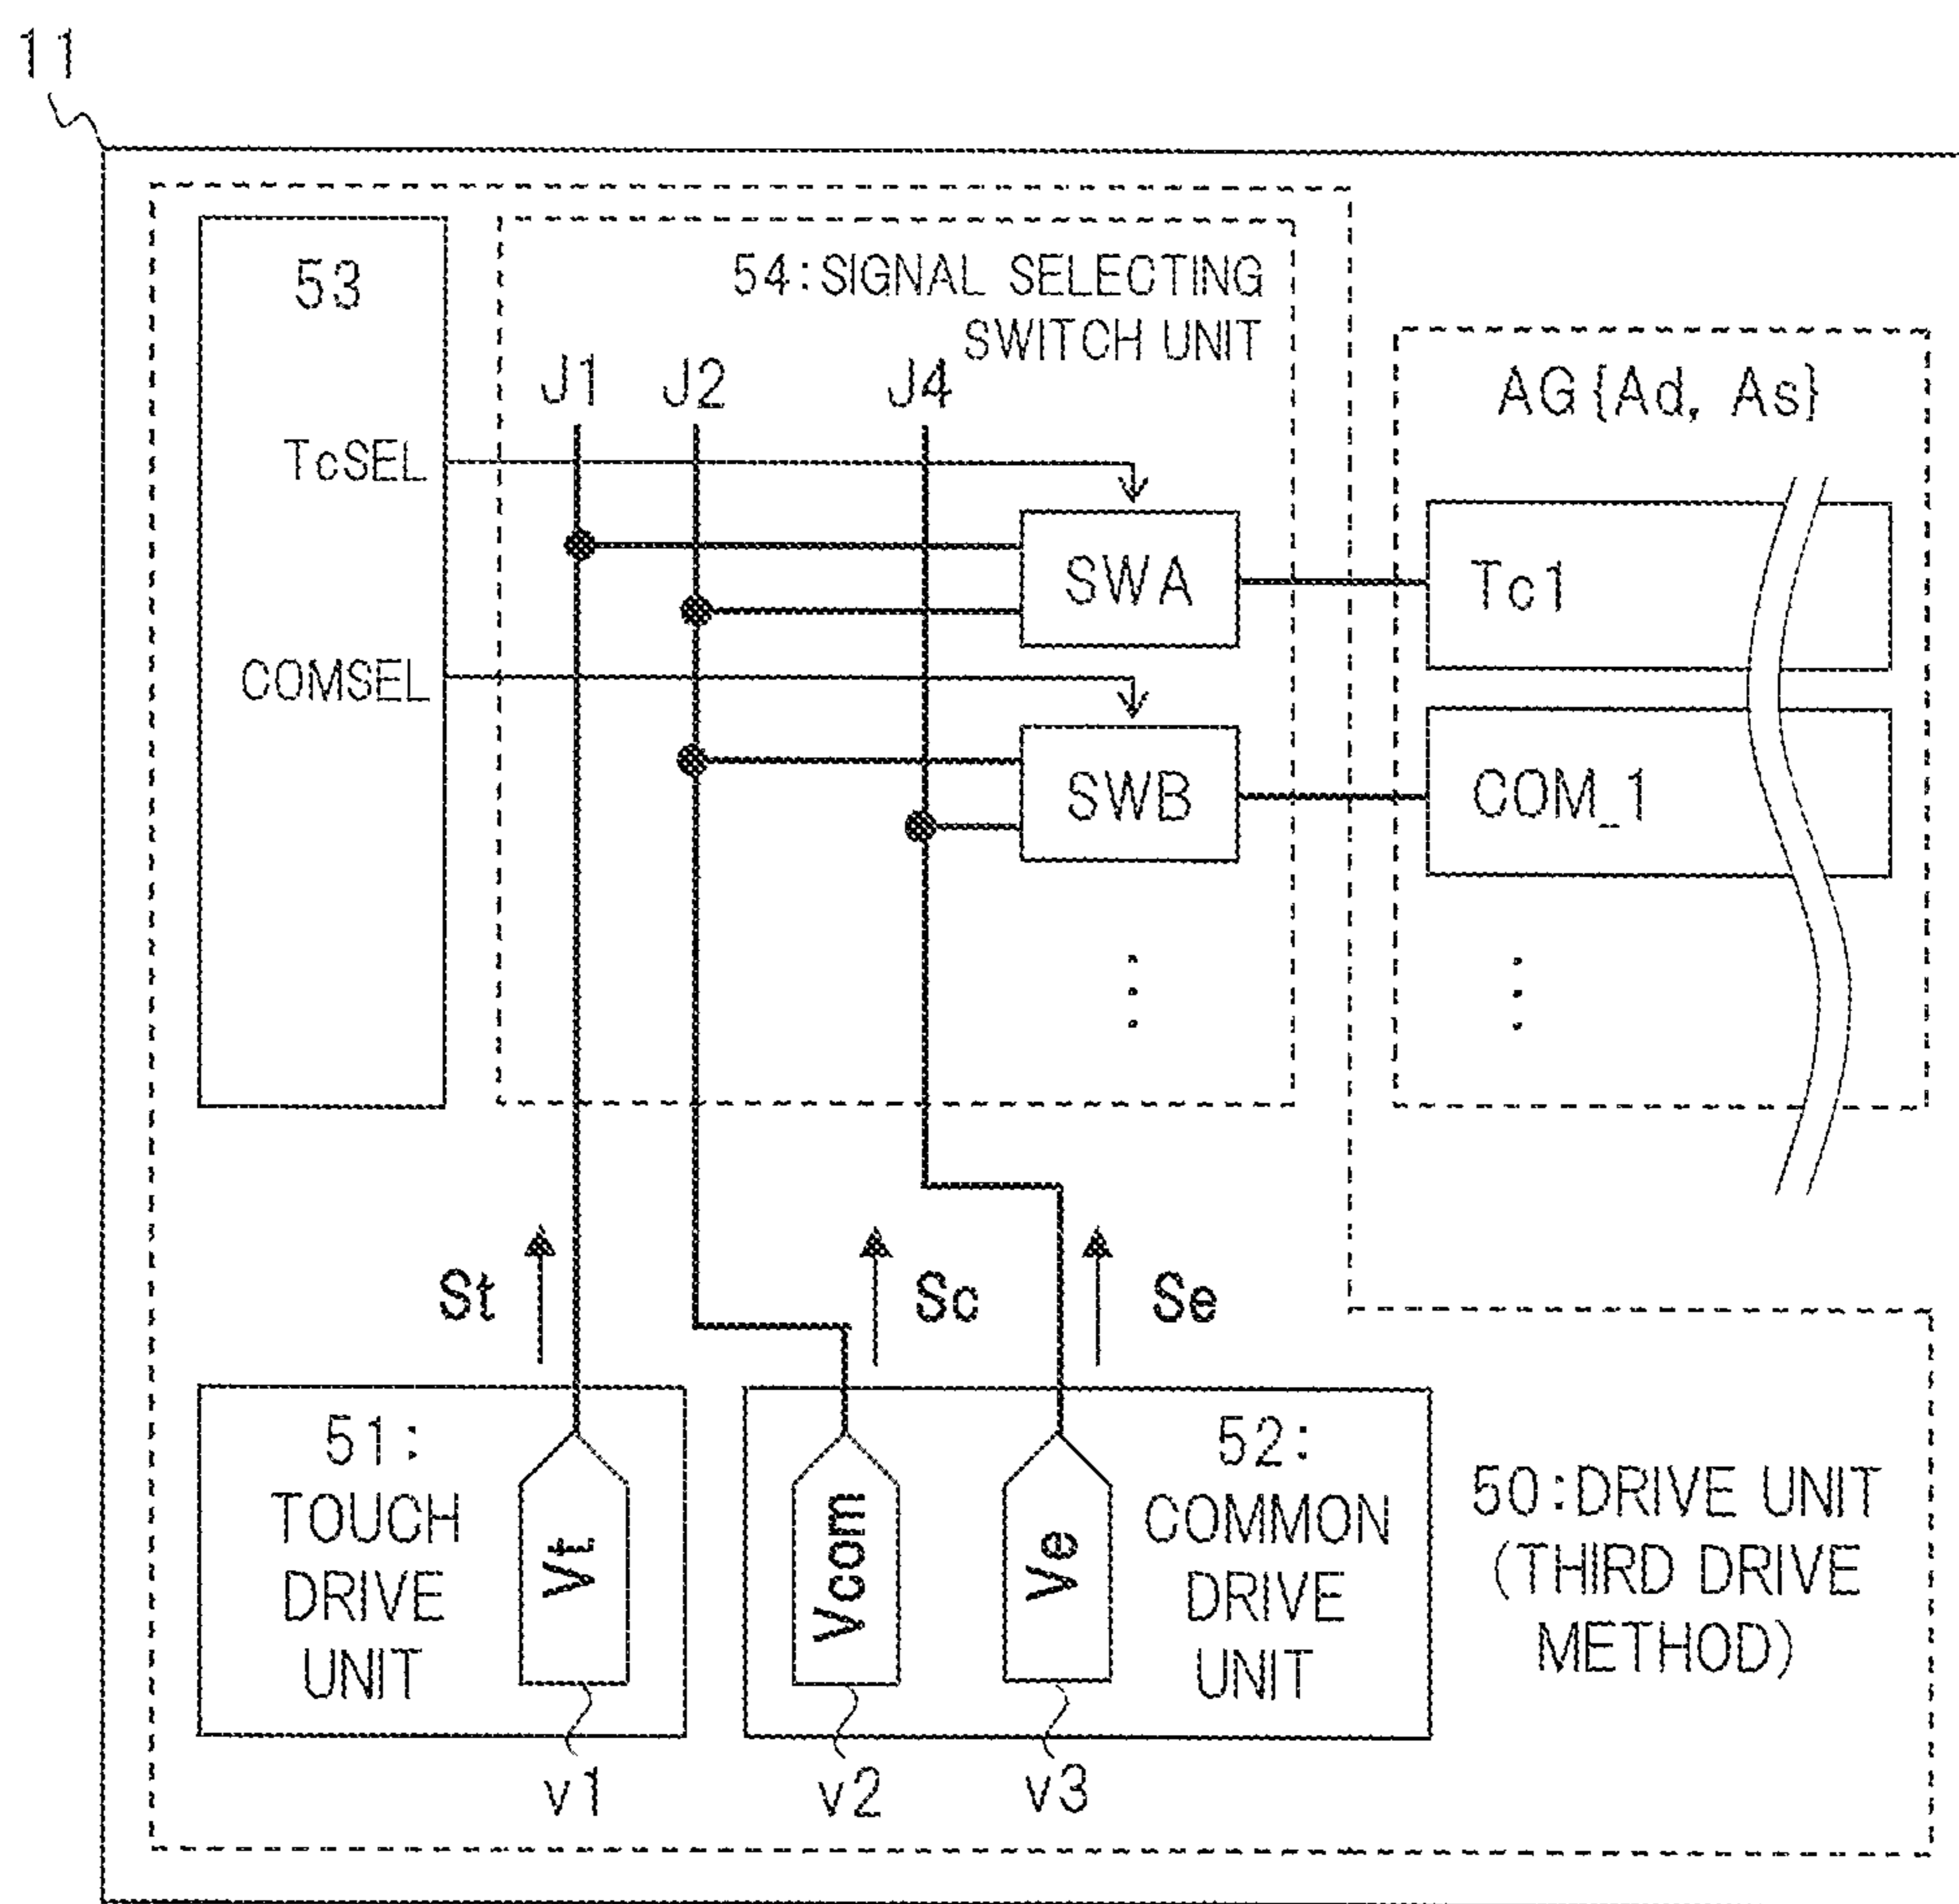 11
53
54:SIGNAL SELECTING
SWITCH UNIT
J1
J2
J4
AG{Ad, As}
TcSEL
SWA
Tc1
COMSEL
SWB
COM_1
St
Sc
Se
51:
TOUCH
DRIVE
UNIT
Vt
Vcom
Ve
52:
COMMON
DRIVE
UNIT
50:DRIVE UNIT
(THIRD DRIVE
METHOD)
v1
v2
v3